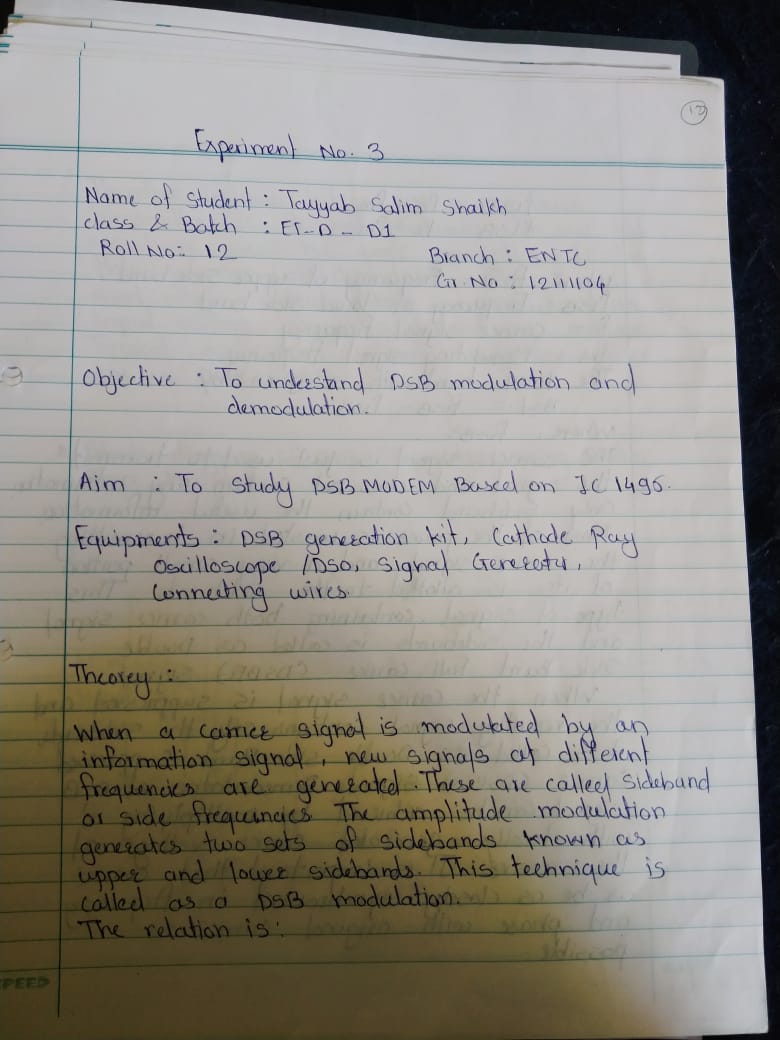 12
Experiment No. 3
Name of Student : Tayyab Salim Shaikh
Class & Batch : ET-D - D1
Roll No: 12 Branch : ENTC
Gr. No : 12111104
Objective : To understand DSB modulation and
demodulation.
Aim : To Study DSB MODEM Based on IC 1496.
Equipments : DSB generation kit, Cathode Ray
Oscilloscope /DSO, Signal Generator,
Connecting wires.
Theorey :
When a carrier signal is modulated by an
information signal, new signals at different
frequencies are generated. These are called Sideband
or side frequencies The amplitude modulation
generates two sets of sidebands known as
upper and lower sidebands. This technique is
called as a DSB modulation.
The relation is:
SPEED